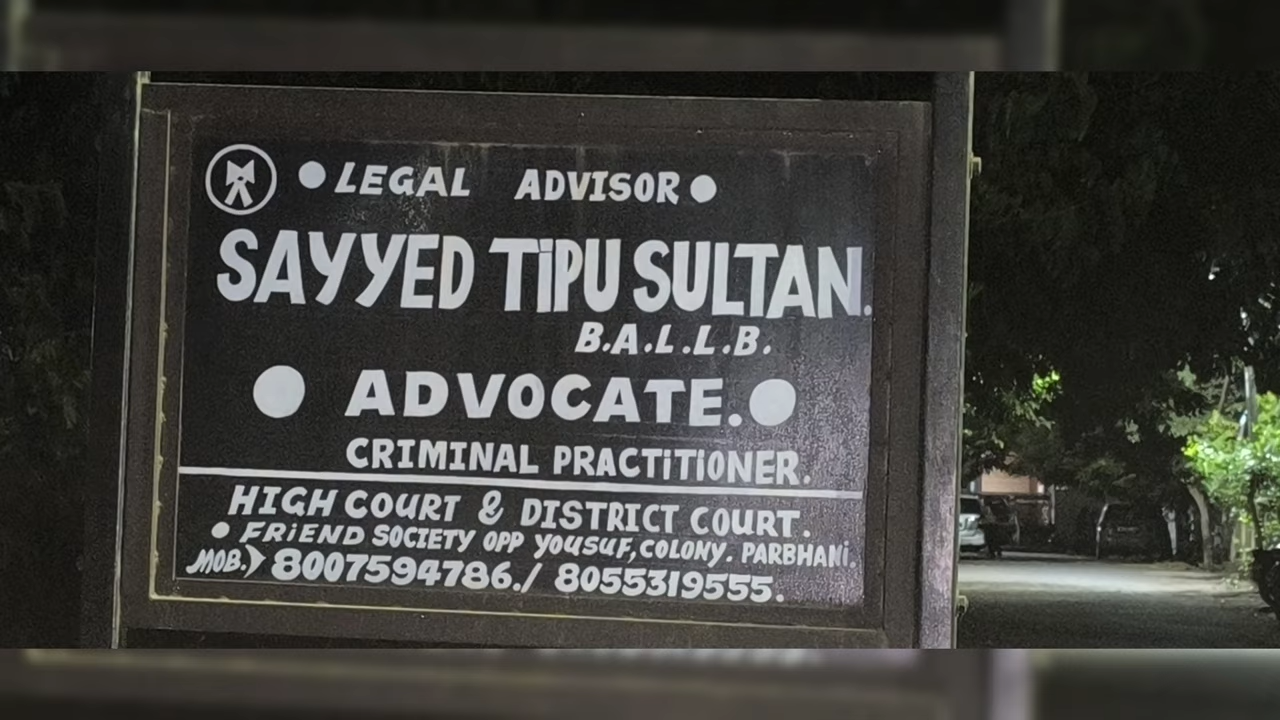 LEGAL ADVISOR
SAYYED TiPU SULTAN.
B.A.L.L.B.
ADVOCATE.
CRIMINAL PRACTiTiONER.
HIGH COURT & DISTRICT COURT.
FRiEND SOCIETY OPP YOUSUF, COLONY. PARBHANi.
MOB. 8007594786./ 8055319555.